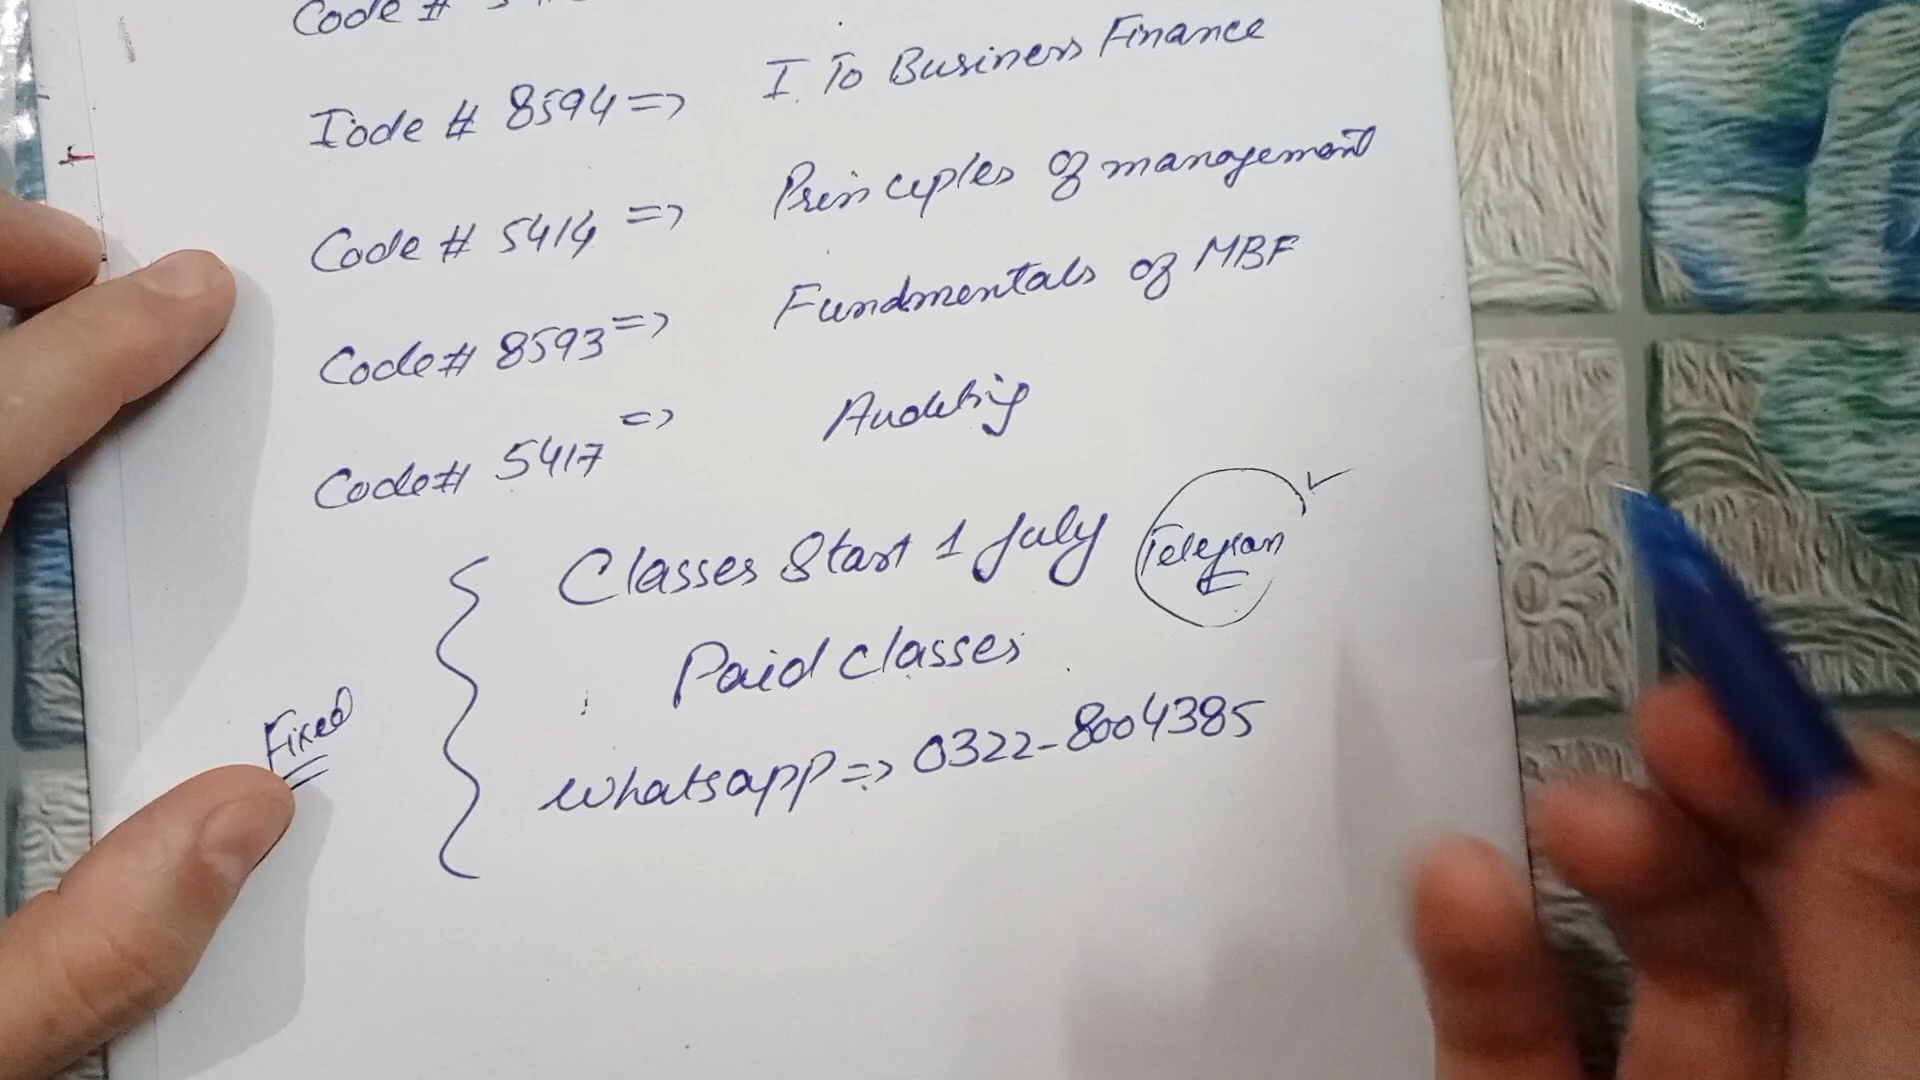 Code #
Code # 8594 => I. To Business Finance
Code # 5414 => Principles of management
Code # 8593 => Fundmentals of MBF
Code # 5417 => Auditing
Classes Start 1 July Telegram
Paid classes
Fixed
whatsapp => 0322-8004385